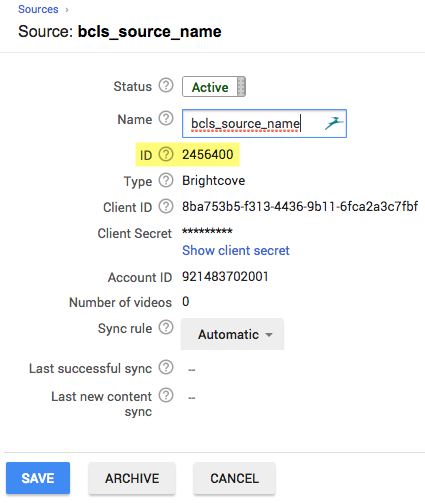 Sources ›
Source: bcls_source_name
Status ? Active
Name ? bcls_source_name
ID ? 2456400
Type ? Brightcove
Client ID ? 8ba753b5-f313-4436-9b11-6fca2a3c7fbf
Client Secret *********
Show client secret
Account ID 921483702001
Number of videos 0
Sync rule ? Automatic
Last successful sync ? --
Last new content ? --
sync
SAVE ARCHIVE CANCEL